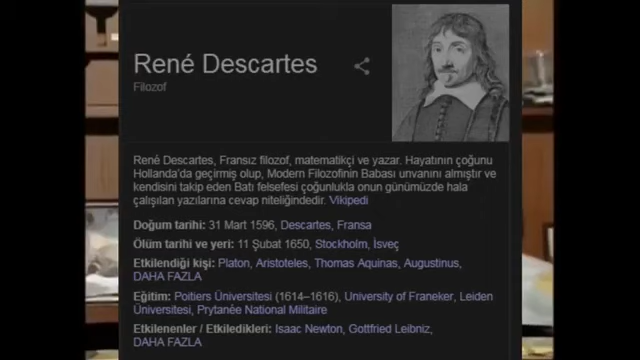 René Descartes
Filozof
René Descartes, Fransız filozof, matematikçi ve yazar. Hayatının çoğunu
Hollanda'da geçirmiş olup, Modern Filozofinin Babası unvanını almıştır ve
kendisini takip eden Batı felsefesi çoğunlukla onun günümüzde hala
çalışılan yazılarına cevap niteliğindedir. Vikipedi
Doğum tarihi: 31 Mart 1596, Descartes, Fransa
Ölüm tarihi ve yeri: 11 Şubat 1650, Stockholm, İsveç
Etkilendiği kişi: Platon, Aristoteles, Thomas Aquinas, Augustinus,
DAHA FAZLA
Eğitim: Poitiers Üniversitesi (1614–1616), University of Franeker, Leiden
Üniversitesi, Prytanée National Militaire
Etkilenenler / Etkiledikleri: Isaac Newton, Gottfried Leibniz,
DAHA FAZLA